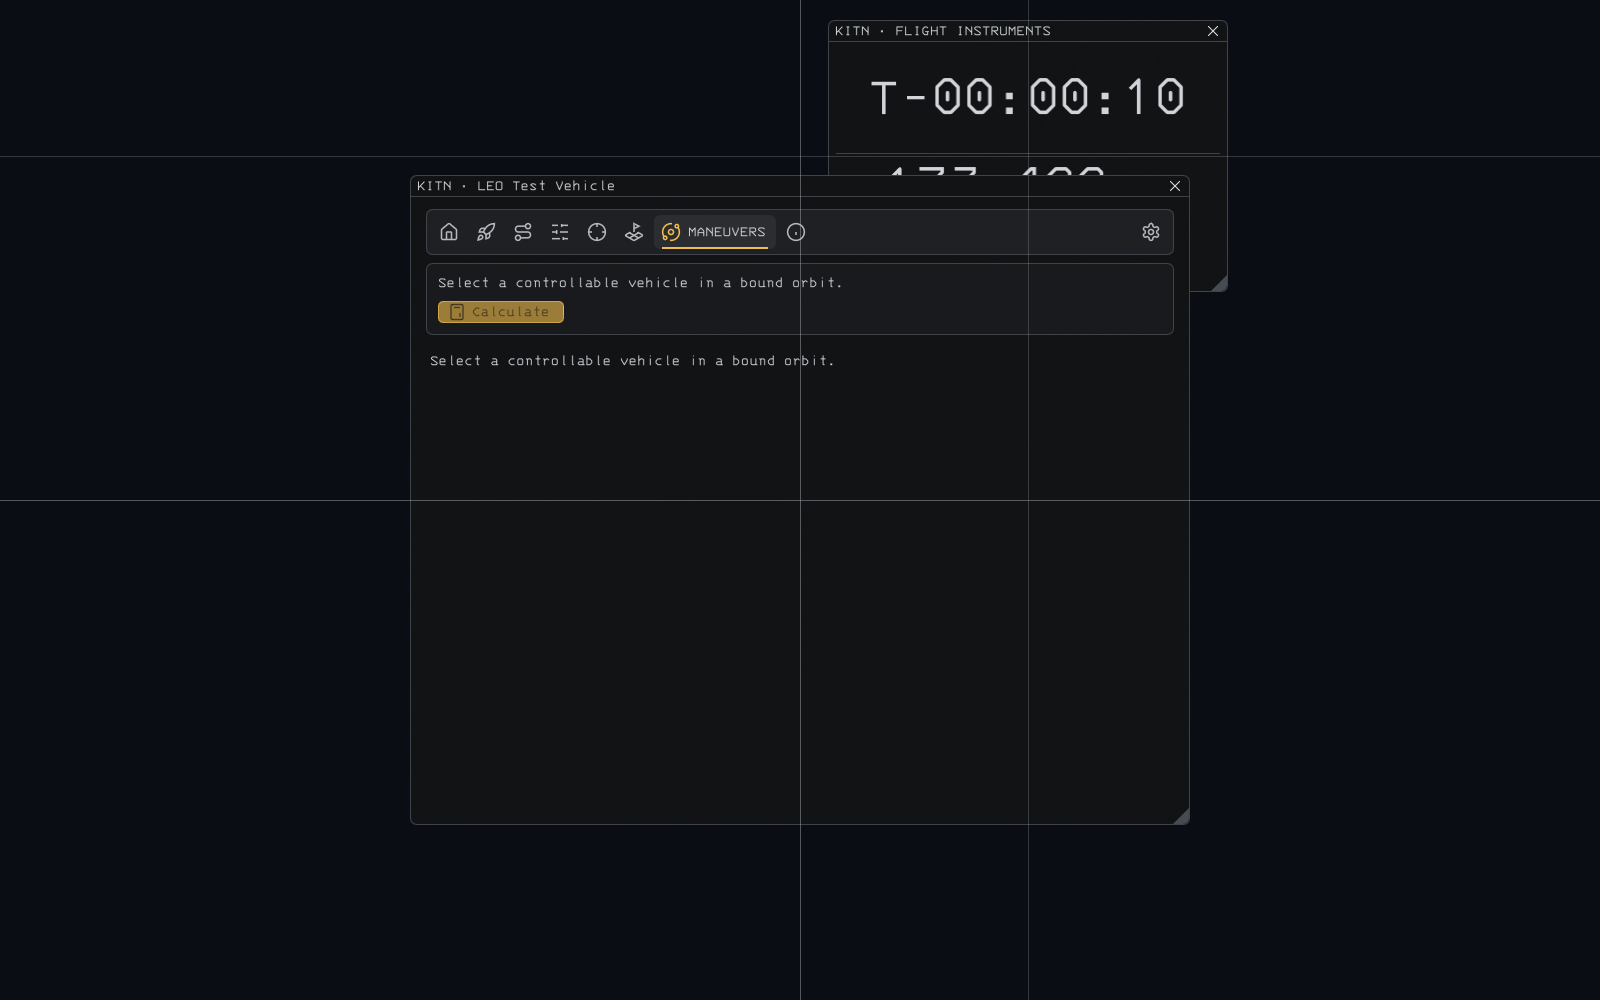 KITN · FLIGHT INSTRUMENTS
T-00:00:10
KITN · LEO Test Vehicle
MANEUVERS
Select a controllable vehicle in a bound orbit.
Calculate
Select a controllable vehicle in a bound orbit.